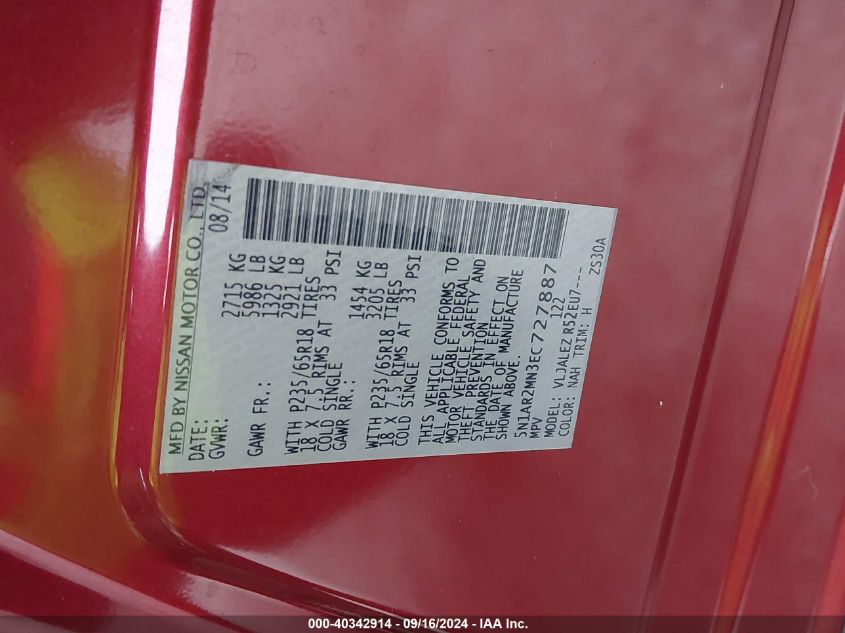 MFD BY NISSAN MOTOR CO., LTD.
DATE: 08/14
GVWR: 2715 KG
5986 LB
GAWR FR.: 1325 KG
2921 LB
WITH P235/65R18 TIRES
18 X 7.5 RIMS AT 33 PSI
COLD SINGLE
GAWR RR.: 1454 KG
3205 LB
WITH P235/65R18 TIRES
18 X 7.5 RIMS AT 33 PSI
COLD SINGLE
THIS VEHICLE CONFORMS TO
ALL APPLICABLE FEDERAL
MOTOR VEHICLE SAFETY AND
THEFT PREVENTION
STANDARDS IN EFFECT ON
THE DATE OF MANUFACTURE
SHOWN ABOVE.
5N1AR2MN3EC727887
MPV 122
MODEL: VLJALEZ R52EU7---
COLOR: NAH TRIM: H
ZS30A
000-40342914 - 09/16/2024 - IAA Inc.